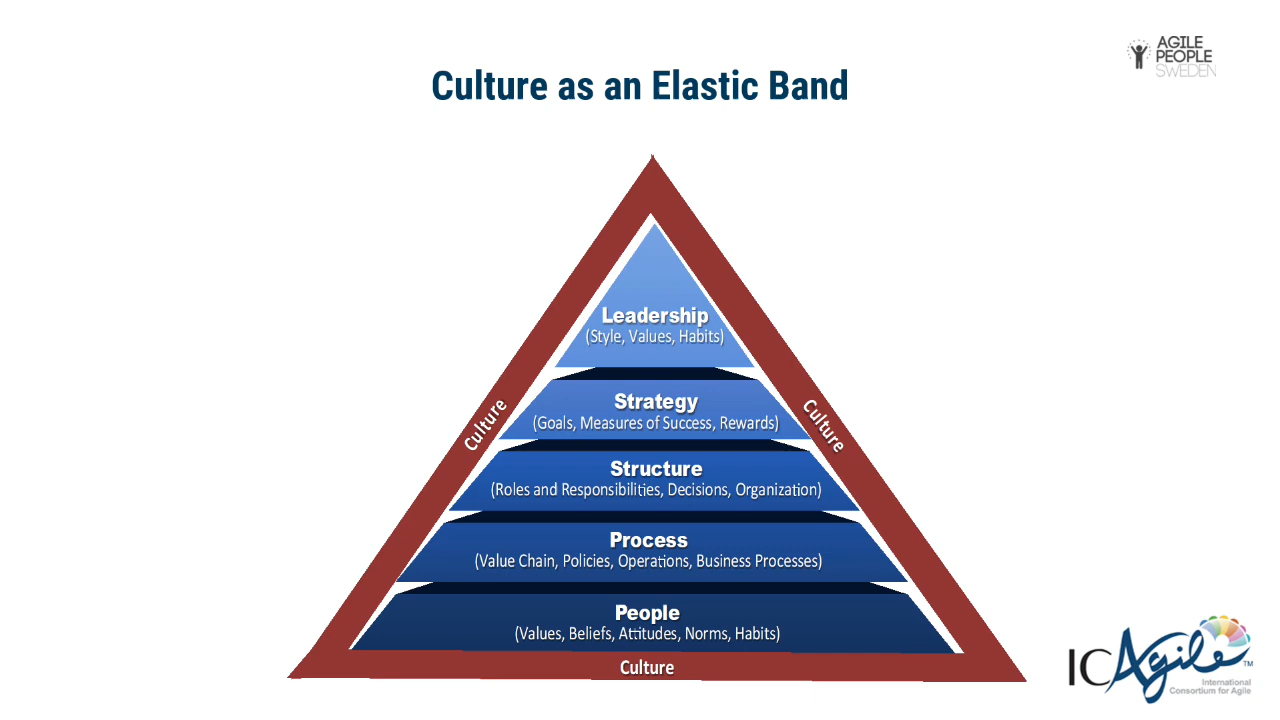 AGILE
PEOPLE
SWEDEN
Culture as an Elastic Band
Leadership
(Style, Values, Habits)
Strategy
(Goals, Measures of Success, Rewards)
Culture
Culture
Structure
(Roles and Responsibilities, Decisions, Organization)
Process
(Value Chain, Policies, Operations, Business Processes)
People
(Values, Beliefs, Attitudes, Norms, Habits)
Culture
ICAgile TM
International
Consortium for Agile